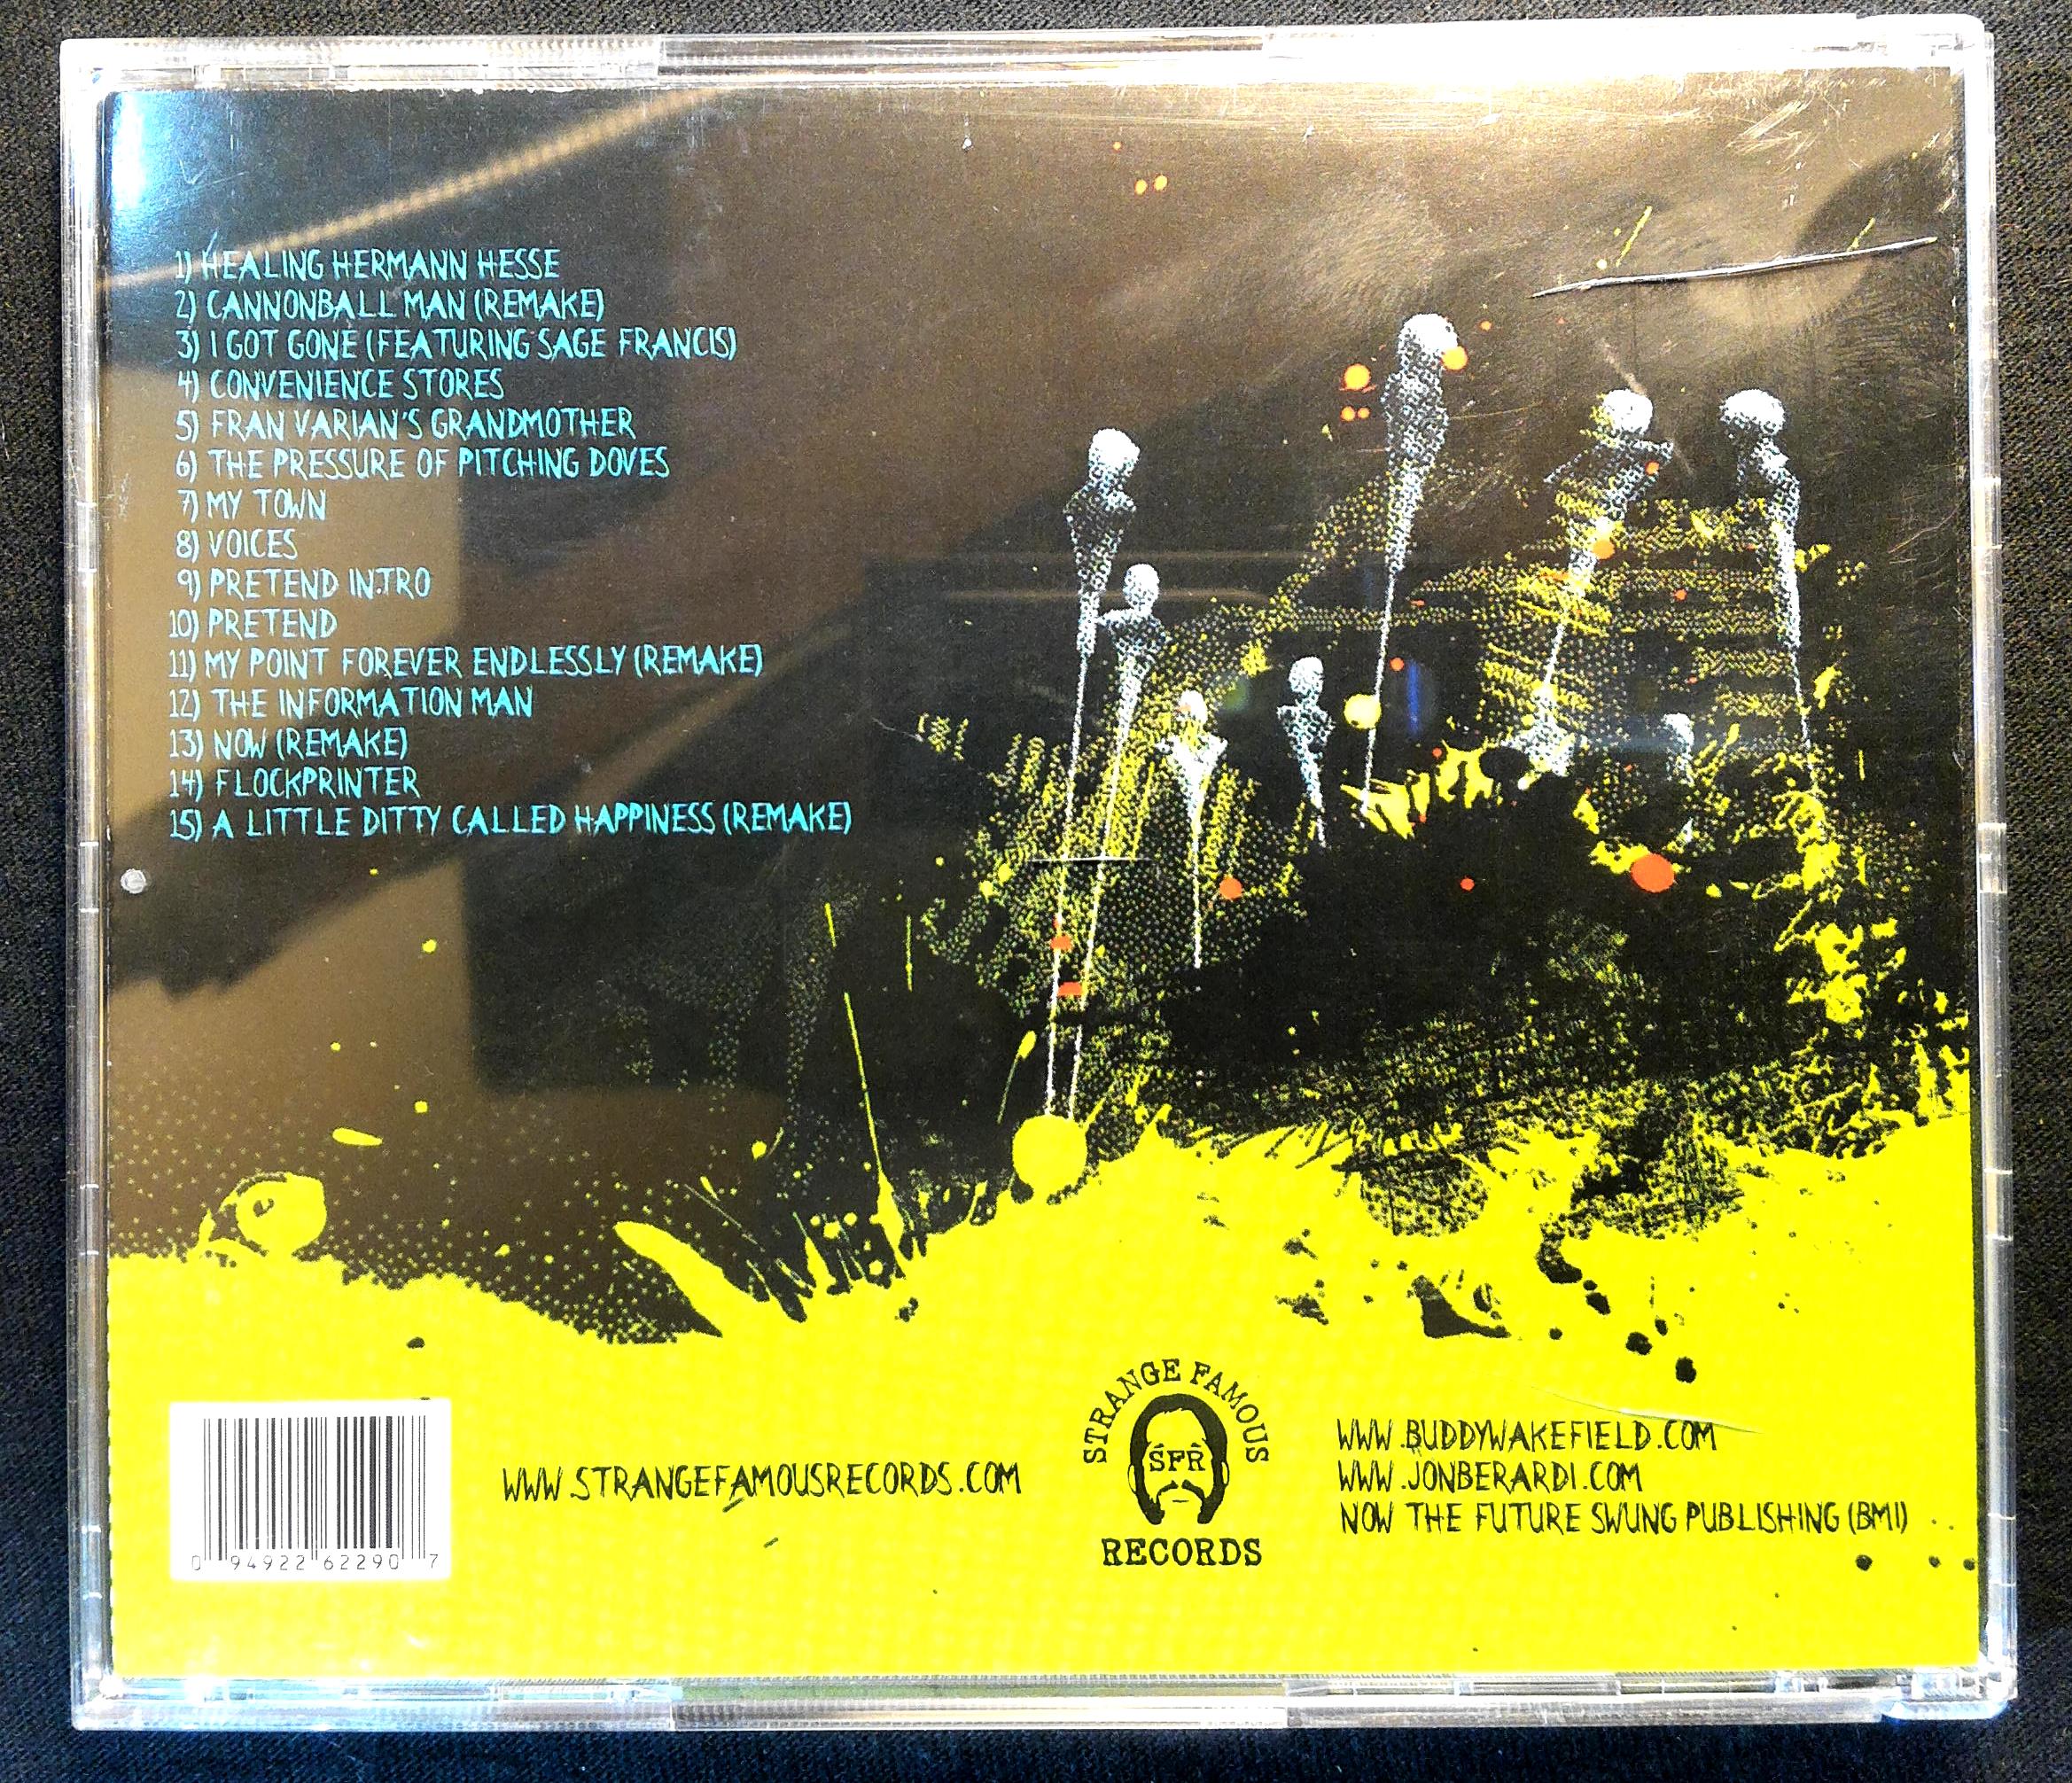 1) HEALING HERMANN HESSE
2) CANNONBALL MAN (REMAKE)
3) I GOT GONE (FEATURING SAGE FRANCIS)
4) CONVENIENCE STORES
5) FRAN VARIAN'S GRANDMOTHER
6) THE PRESSURE OF PITCHING DOVES
7) MY TOWN
8) VOICES
9) PRETEND INTRO
10) PRETEND
11) MY POINT FOREVER ENDLESSLY (REMAKE)
12) THE INFORMATION MAN
13) NOW (REMAKE)
14) FLOCKPRINTER
15) A LITTLE DITTY CALLED HAPPINESS (REMAKE)
0 94922 62290 7
WWW.STRANGEFAMOUSRECORDS.COM
STRANGE FAMOUS
SFR
RECORDS
WWW.BUDDYWAKEFIELD.COM
WWW.JONBERARDI.COM
NOW THE FUTURE SWUNG PUBLISHING (BMI)